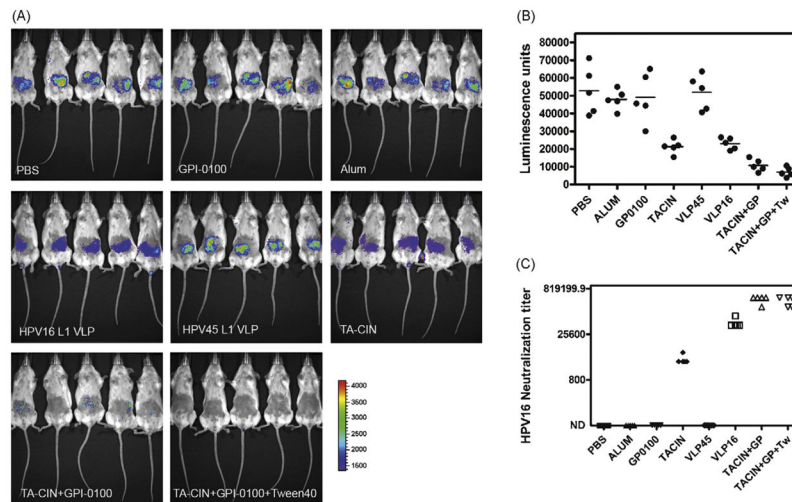 (A)
PBS
GPI-0100
Alum
HPV16 L1 VLP
HPV45 L1 VLP
TA-CIN
TA-CIN+GPI-0100
TA-CIN+GPI-0100+Tween40
4000
3500
3000
2500
2000
1500
(B)
Luminescence units
80000
70000
60000
50000
40000
30000
20000
10000
0
PBS
ALUM
GP0100
TACIN
VLP45
VLP16
TACIN+GP
TACIN+GP+Tw
(C)
HPV16 Neutralization titer
819199.9
25600
800
ND
PBS
ALUM
GP0100
TACIN
VLP45
VLP16
TACIN+GP
TACIN+GP+Tw